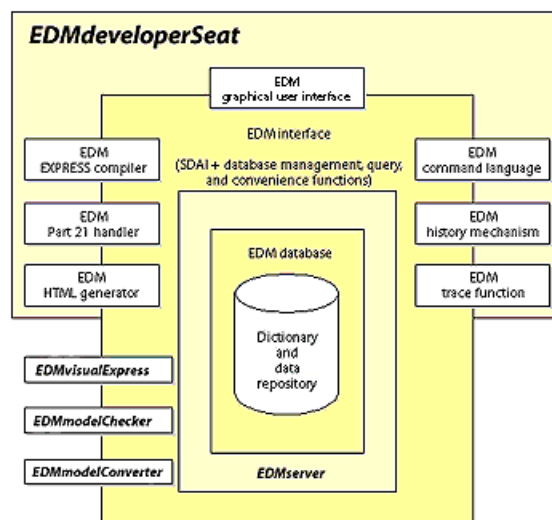 EDMdeveloperSeat
EDM
graphical user interface
EDM interface
(SDAI + database management, query,
and convenience functions)
EDM
EXPRESS compiler
EDM
Part 21 handler
EDM
HTML generator
EDM
command language
EDM
history mechanism
EDM
trace function
EDM database
Dictionary
and
data
repository
EDMserver
EDMvisualExpress
EDMmodelChecker
EDMmodelConverter